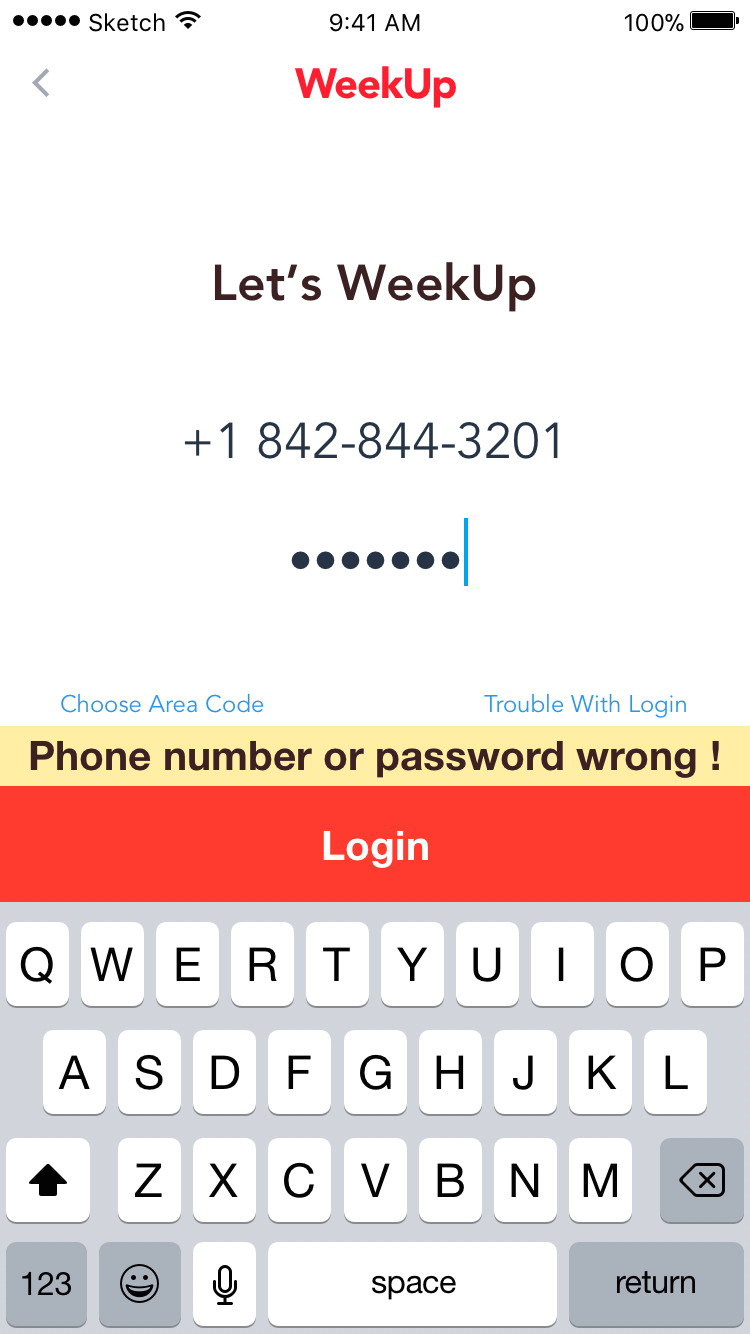 ●●●●● Sketch 9:41 AM 100%
WeekUp
Let’s WeekUp
+1 842-844-3201
●●●●●●●
Choose Area Code Trouble With Login
Phone number or password wrong !
Login
Q W E R T Y U I O P
A S D F G H J K L
Z X C V B N M
123 space return